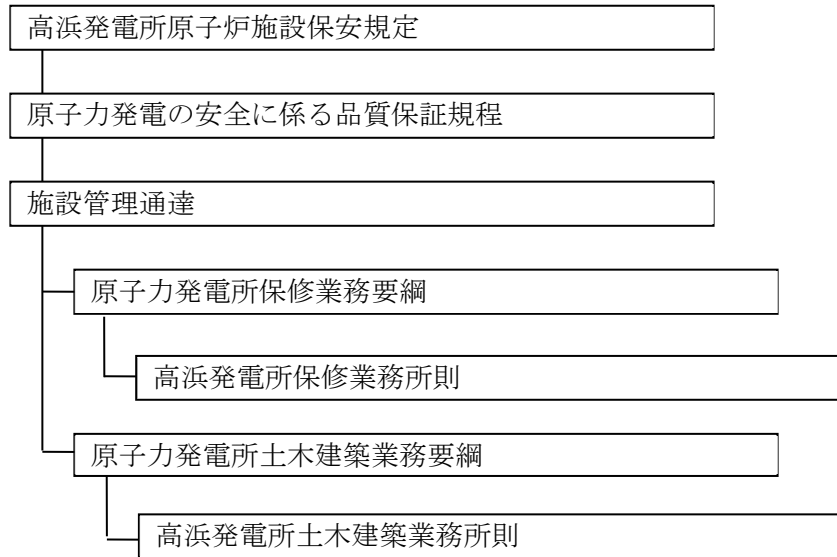 高浜発電所原子炉施設保安規定
原子力発電の安全に係る品質保証規程
施設管理通達
原子力発電所保修業務要綱
高浜発電所保修業務所則
原子力発電所土木建築業務要綱
高浜発電所土木建築業務所則